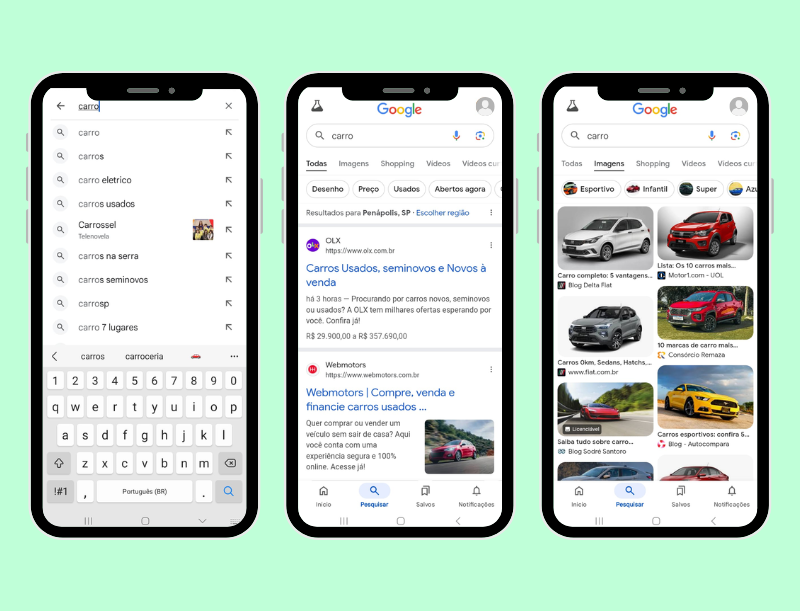 carro
carro
carros
carro eletrico
carros usados
Carrossel
Telenovela
carros na serra
carros seminovos
carrosp
carro 7 lugares
carros carroceria
1 2 3 4 5 6 7 8 9 0
q w e r t y u i o p
a s d f g h j k l
z x c v b n m
!#1 , Português (BR) .
Google
carro
Todas Imagens Shopping Vídeos Vídeos cur
Desenho Preço Usados Abertos agora
Resultados para Penápolis, SP · Escolher região
OLX
https://www.olx.com.br
Carros Usados, seminovos e Novos à
venda
há 3 horas — Procurando por carros novos, seminovos
ou usados? A OLX tem milhares ofertas esperando por
você. Confira já!
R$ 29.900,00 a R$ 357.690,00
Webmotors
https://www.webmotors.com.br
Webmotors | Compre, venda e
financie carros usados ...
Quer comprar ou vender um
veículo sem sair de casa? Aqui
você conta com uma
experiência segura e 100%
online. Acesse já!
Início Pesquisar Salvos Notificações
Google
carro
Todas Imagens Shopping Vídeos Vídeos cur
Esportivo Infantil Super Azu
Carro completo: 5 vantagens...
Blog Delta Fiat
Lista: Os 10 carros mais...
Motor1.com - UOL
Carros 0km, Sedans, Hatchs,...
www.fiat.com.br
10 marcas de carro mais...
Consórcio Remaza
Licenciável
Saiba tudo sobre carro...
Blog Sodré Santoro
Carros esportivos: confira 5...
Blog - Autocompara
Início Pesquisar Salvos Notificações